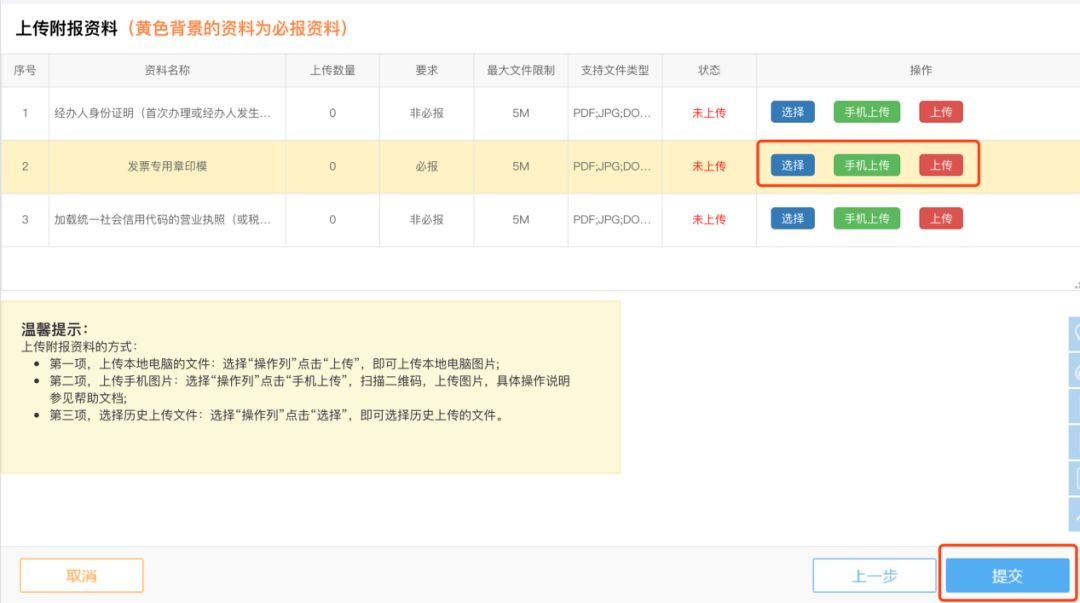 上传附报资料（黄色背景的资料为必报资料）
序号 资料名称 上传数量 要求 最大文件限制 支持文件类型 状态 操作
1 经办人身份证明（首次办理或经办人发生... 0 非必报 5M PDF;JPG;DO... 未上传 选择 手机上传 上传
2 发票专用章印模 0 必报 5M PDF;JPG;DO... 未上传 选择 手机上传 上传
3 加载统一社会信用代码的营业执照（或税... 0 非必报 5M PDF;JPG;DO... 未上传 选择 手机上传 上传
温馨提示：
上传附报资料的方式：
• 第一项，上传本地电脑的文件：选择“操作列”点击“上传”，即可上传本地电脑图片;
• 第二项，上传手机图片：选择“操作列”点击“手机上传”，扫描二维码，上传图片，具体操作说明
参见帮助文档;
• 第三项，选择历史上传文件：选择“操作列”点击“选择”，即可选择历史上传的文件。
取消 上一步 提交